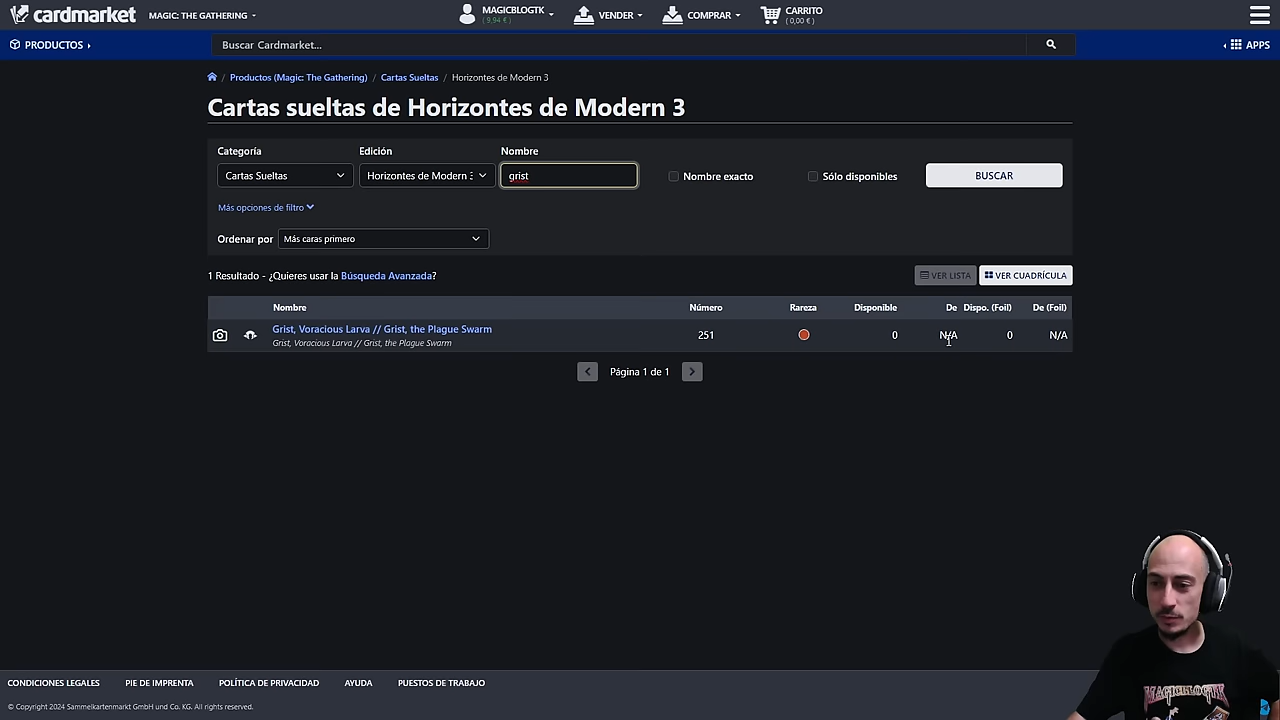 cardmarket
MAGIC: THE GATHERING
MAGICBLOGTK
( 9,94 € )
VENDER
COMPRAR
CARRITO
( 0,00 € )
PRODUCTOS
Buscar Cardmarket...
APPS
/ Productos (Magic: The Gathering) / Cartas Sueltas / Horizontes de Modern 3
Cartas sueltas de Horizontes de Modern 3
Categoría Edición Nombre
Cartas Sueltas Horizontes de Modern 3 grist Nombre exacto Sólo disponibles BUSCAR
Más opciones de filtro
Ordenar por Más caras primero
1 Resultado - ¿Quieres usar la Búsqueda Avanzada?
VER LISTA VER CUADRÍCULA
Nombre Número Rareza Disponible De Dispo. (Foil) De (Foil)
Grist, Voracious Larva // Grist, the Plague Swarm 251 0 N/A 0 N/A
Grist, Voracious Larva // Grist, the Plague Swarm
Página 1 de 1
MAGICBLOGTK
CONDICIONES LEGALES PIE DE IMPRENTA POLÍTICA DE PRIVACIDAD AYUDA PUESTOS DE TRABAJO
© Copyright 2024 Sammelkartenmarkt GmbH und Co. KG. All rights reserved.